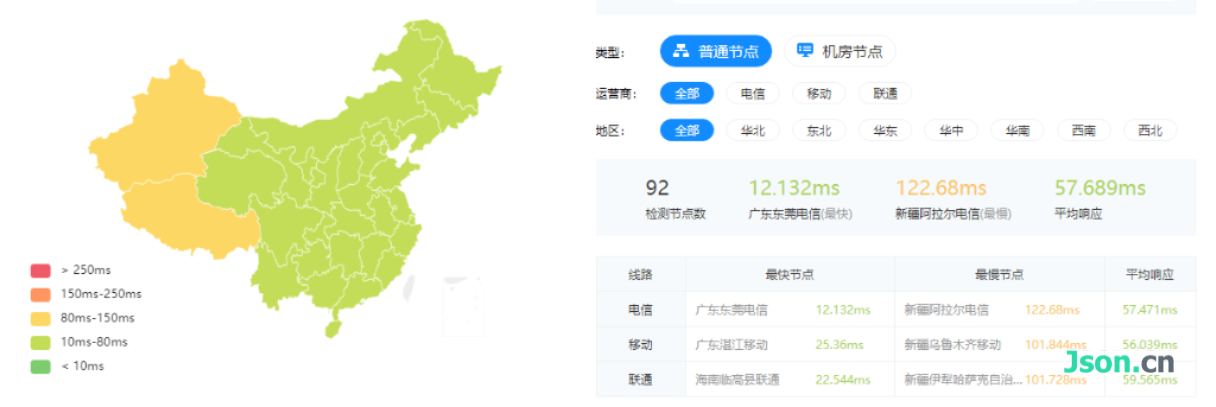 > 250ms
150ms-250ms
80ms-150ms
10ms-80ms
< 10ms
类型： 普通节点 机房节点
运营商： 全部 电信 移动 联通
地区： 全部 华北 东北 华东 华中 华南 西南 西北
92 12.132ms 122.68ms 57.689ms
检测节点数 广东东莞电信(最快) 新疆阿拉尔电信(最慢) 平均响应
线路 最快节点 最慢节点 平均响应
电信 广东东莞电信 12.132ms 新疆阿拉尔电信 122.68ms 57.471ms
移动 广东湛江移动 25.36ms 新疆乌鲁木齐移动 101.844ms 56.039ms
联通 海南临高县联通 22.544ms 新疆伊犁哈萨克自治... 101.728ms 59.565ms
Json.cn